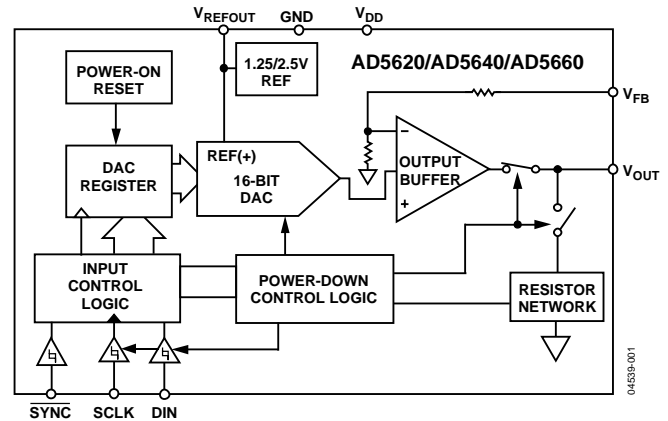 VREFOUT
GND
VDD
POWER-ON
RESET
1.25/2.5V
REF
AD5620/AD5640/AD5660
VFB
DAC
REGISTER
REF(+)
16-BIT
DAC
–
OUTPUT
BUFFER
+
VOUT
INPUT
CONTROL
LOGIC
POWER-DOWN
CONTROL LOGIC
RESISTOR
NETWORK
SYNC
SCLK
DIN
04539-001